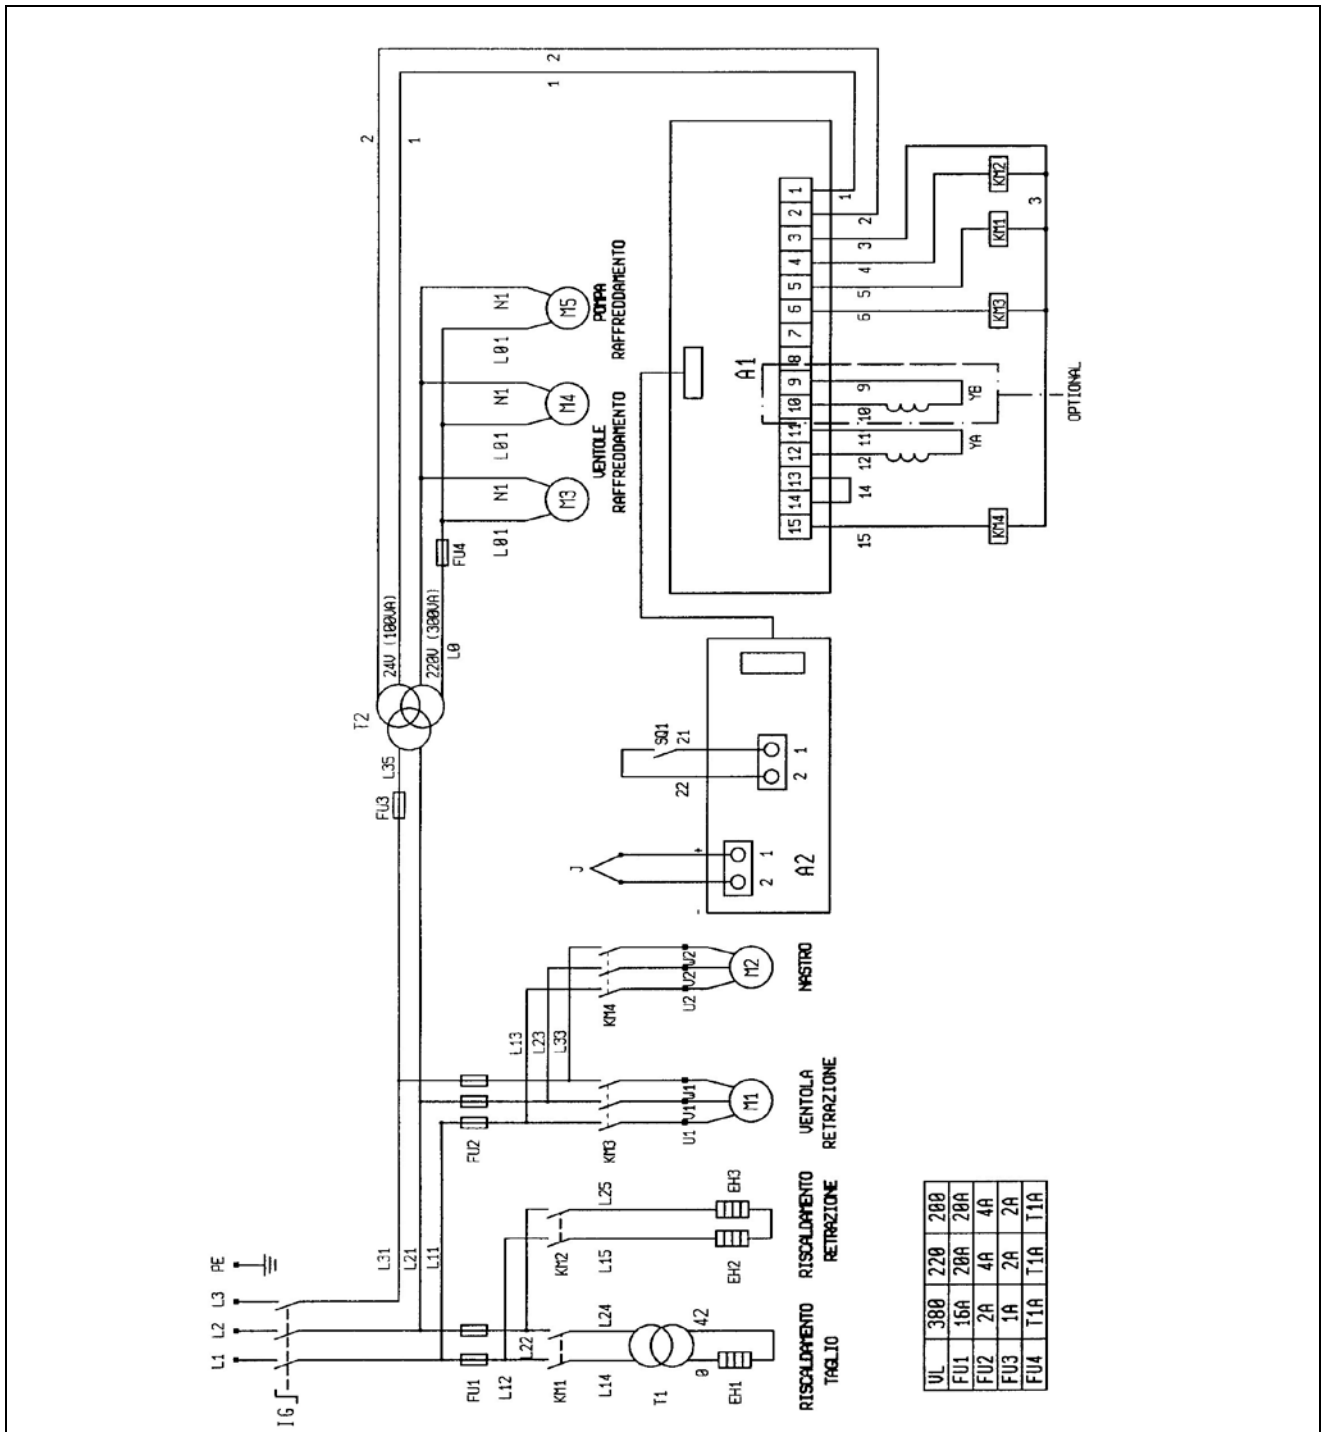 2
1
2
1
T2
24V (100VA)
220V (300VA)
L0
FU4
L35
FU3
L01
N1
M3
L01
N1
M4
L01
N1
M5
VENTOLE
RAFFREDDAMENTO
POMPA
RAFFREDDAMENTO
A1
1
2
3
4
5
6
7
8
9
10
11
12
13
14
15
1
2
3
4
5
6
9
10
11
12
14
15
YB
YA
OPTIONAL
KM2
KM1
KM3
KM4
3
SQ1
21
22
1
2
J
+
-
1
2
A2
IG
L1
L2
L3
PE
L31
L21
L11
FU1
L12
L22
KM1
L14
L24
T1
0
42
EH1
RISCALDAMENTO
TAGLIO
KM2
L15
L25
EH2
EH3
RISCALDAMENTO
RETRAZIONE
FU2
KM3
U1
V1
W1
M1
VENTOLA
RETRAZIONE
L13
L23
L33
KM4
U2
V2
W2
M2
NASTRO
VL 380 220 200
FU1 16A 20A 20A
FU2 2A 4A 4A
FU3 1A 2A 2A
FU4 T1A T1A T1A